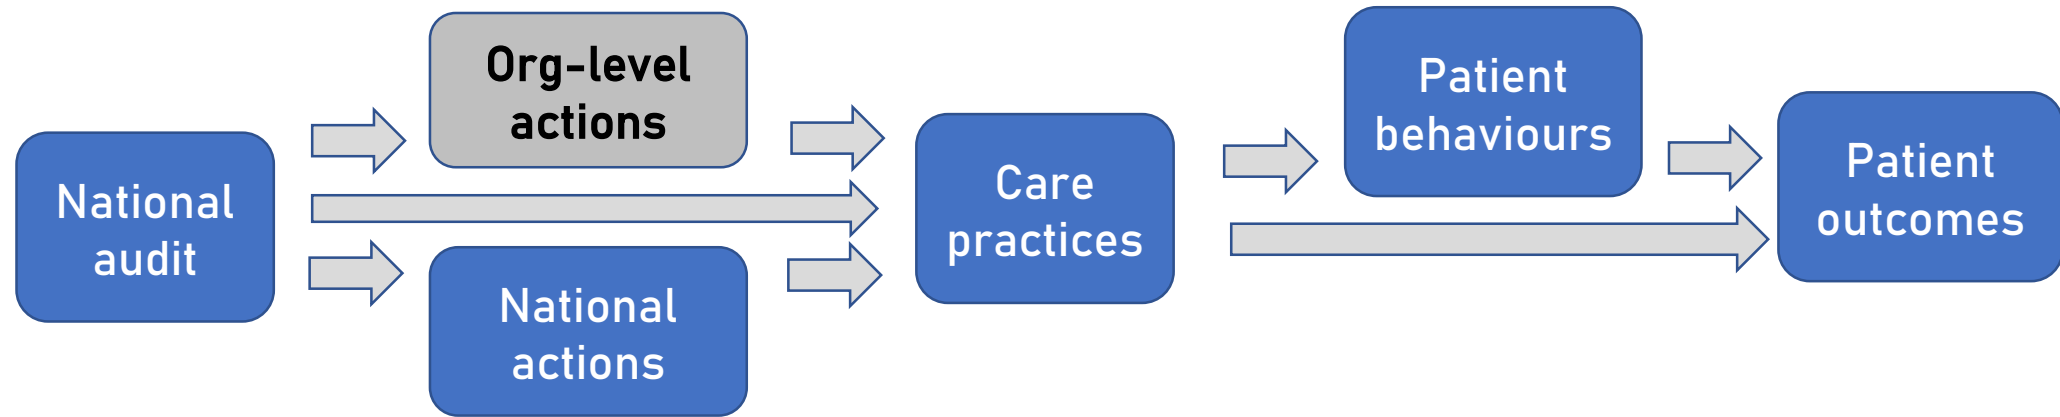 National
audit
Org-level
actions
National
actions
Care
practices
Patient
behaviours
Patient
outcomes